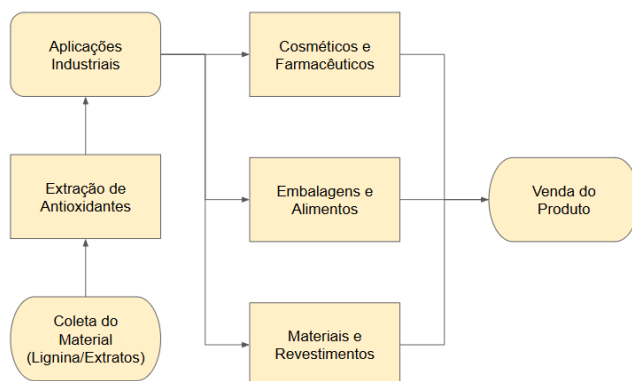 Aplicações
Industriais
Cosméticos e
Farmacêuticos
Extração de
Antioxidantes
Embalagens e
Alimentos
Venda do
Produto
Coleta do
Material
(Lignina/Extratos)
Materiais e
Revestimentos